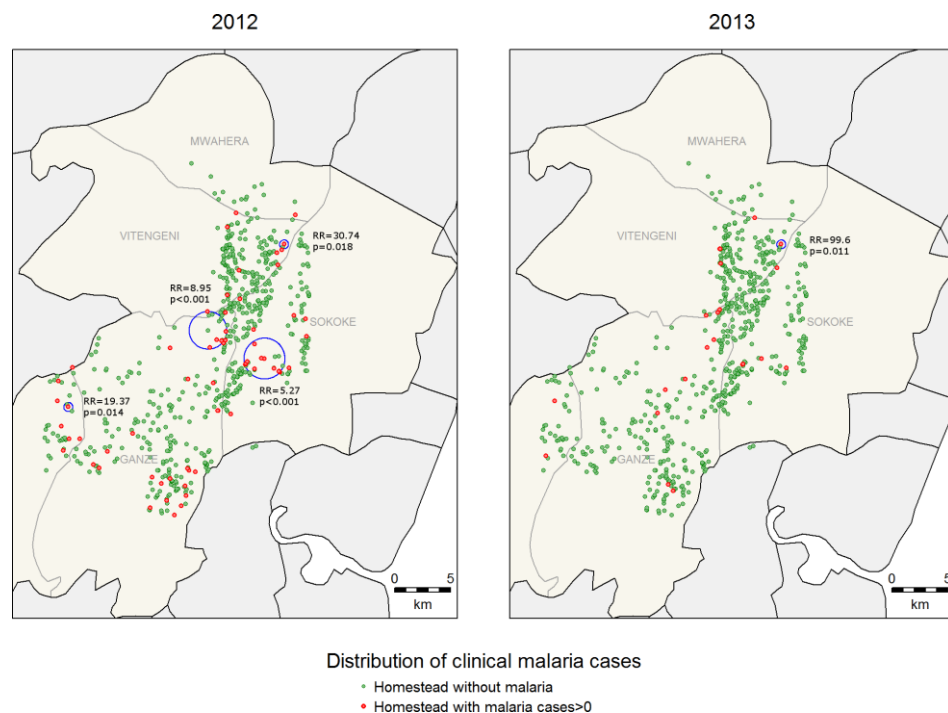 2012
2013
MWAHERA
MWAHERA
VITENGENI
RR=30.74
p=0.018
VITENGENI
RR=99.6
p=0.011
RR=8.95
p<0.001
SOKOKE
SOKOKE
RR=5.27
p<0.001
RR=19.37
p=0.014
GANZE
GANZE
0 5
km
0 5
km
Distribution of clinical malaria cases
Homestead without malaria
Homestead with malaria cases>0